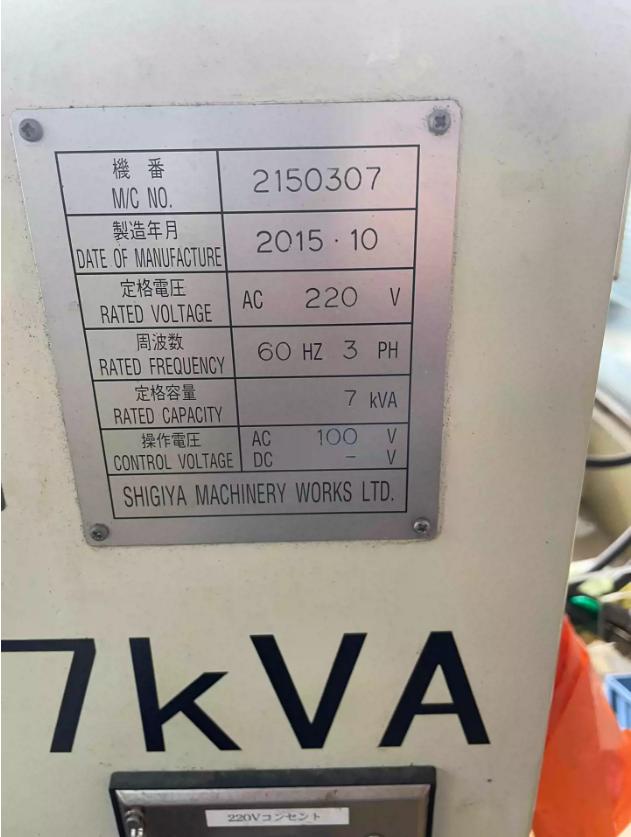 機番 2150307
M/C NO.
製造年月 2015・10
DATE OF MANUFACTURE
定格電圧 AC 220 V
RATED VOLTAGE
周波数 60 HZ 3 PH
RATED FREQUENCY
定格容量 7 kVA
RATED CAPACITY
操作電圧 AC 100 V
CONTROL VOLTAGE DC - V
SHIGIYA MACHINERY WORKS LTD.
7kVA
220Vコンセント